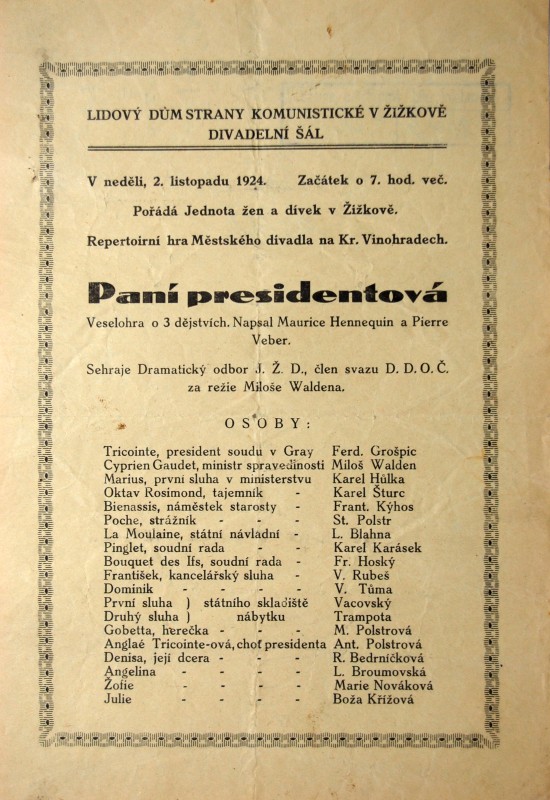 LIDOVÝ DŮM STRANY KOMUNISTICKÉ V ŽIŽKOVĚ
DIVADELNÍ SÁL
V neděli, 2. listopadu 1924. Začátek o 7. hod. več.
Pořádá Jednota žen a dívek v Žižkově.
Repertoirní hra Městského divadla na Kr. Vinohradech.
Paní presidentová
Veselohra o 3 dějstvích. Napsal Maurice Hennequin a Pierre
Veber.
Sehraje Dramatický odbor J. Ž. D., člen svazu D. D. O. Č.
za režie Miloše Waldena.
OSOBY:
Tricointe, president soudu v Gray Ferd. Grošpic
Cyprien Gaudet, ministr spravedlnosti Miloš Walden
Marius, první sluha v ministerstvu Karel Hůlka
Oktav Rosimond, tajemník - Karel Šturc
Bienassis, náměstek starosty - Frant. Kýhos
Poche, strážník - - - St. Polstr
La Moulaine, státní návladní - L. Blahna
Pinglet, soudní rada - - Karel Karásek
Bouquet des Ifs, soudní rada - Fr. Hoský
František, kancelářský sluha - V. Rubeš
Dominik - - - - V. Tůma
První sluha ) státního skladiště Vacovský
Druhý sluha ) nábytku Trampota
Gobetta, herečka - - - M. Polstrová
Anglaé Tricointe-ová, choť presidenta Ant. Polstrová
Denisa, její dcera - - - R. Bedrníčková
Angelina - - - - L. Broumovská
Žofie - - - - Marie Nováková
Julie - - - - Boža Křížová